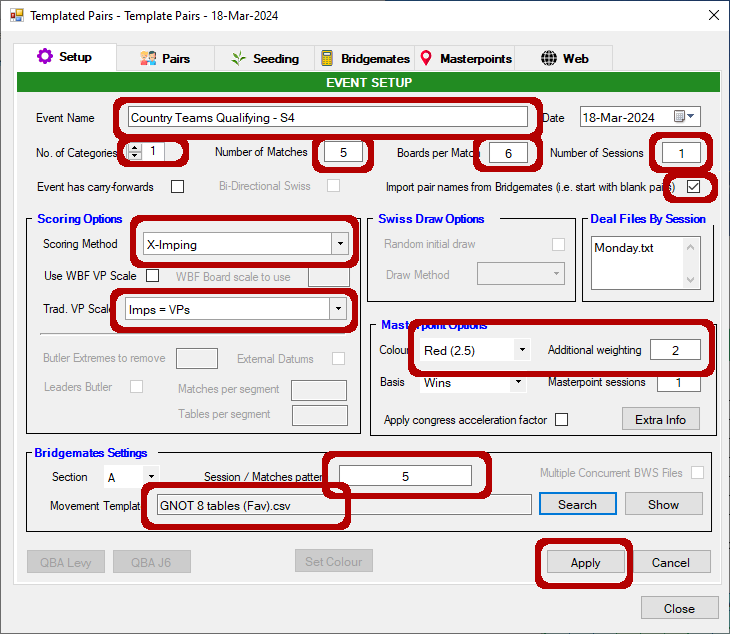 Templated Pairs - Template Pairs - 18-Mar-2024
Setup Pairs Seeding Bridgemates Masterpoints Web
EVENT SETUP
Event Name Country Teams Qualifying - S4 Date 18-Mar-2024
No. of Categories 1 Number of Matches 5 Boards per Match 6 Number of Sessions 1
Event has carry-forwards Bi-Directional Swiss Import pair names from Bridgemates (i.e. start with blank pairs)
Scoring Options Swiss Draw Options Deal Files By Session
Scoring Method X-Imping Random initial draw Monday.txt
Use WBF VP Scale WBF Board scale to use Draw Method
Trad. VP Scale Imps = VPs
Masterpoint Options
Colour Red (2.5) Additional weighting 2
Butler Extremes to remove External Datums
Basis Wins Masterpoint sessions 1
Leaders Butler Matches per segment
Tables per segment Apply congress acceleration factor Extra Info
Bridgemates Settings
Section A Session / Matches pattern 5 Multiple Concurrent BWS Files
Movement Template GNOT 8 tables (Fav).csv Search Show
QBA Levy QBA J6 Set Colour Apply Cancel
Close